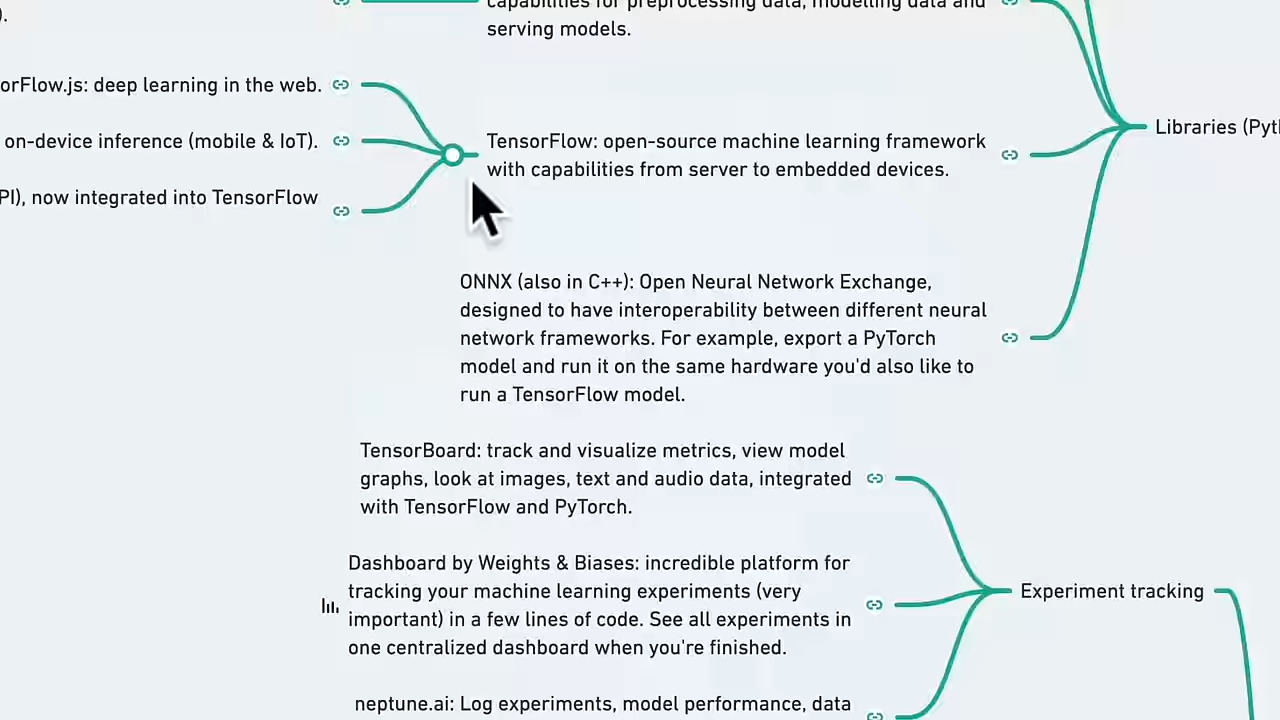 capabilities for preprocessing data, modelling data and
).
serving models.
orFlow.js: deep learning in the web.
on-device inference (mobile & IoT).
PI), now integrated into TensorFlow
TensorFlow: open-source machine learning framework
with capabilities from server to embedded devices.
Libraries (Pyt
ONNX (also in C++): Open Neural Network Exchange,
designed to have interoperability between different neural
network frameworks. For example, export a PyTorch
model and run it on the same hardware you'd also like to
run a TensorFlow model.
TensorBoard: track and visualize metrics, view model
graphs, look at images, text and audio data, integrated
with TensorFlow and PyTorch.
Dashboard by Weights & Biases: incredible platform for
tracking your machine learning experiments (very
important) in a few lines of code. See all experiments in
one centralized dashboard when you're finished.
Experiment tracking
neptune.ai: Log experiments, model performance, data